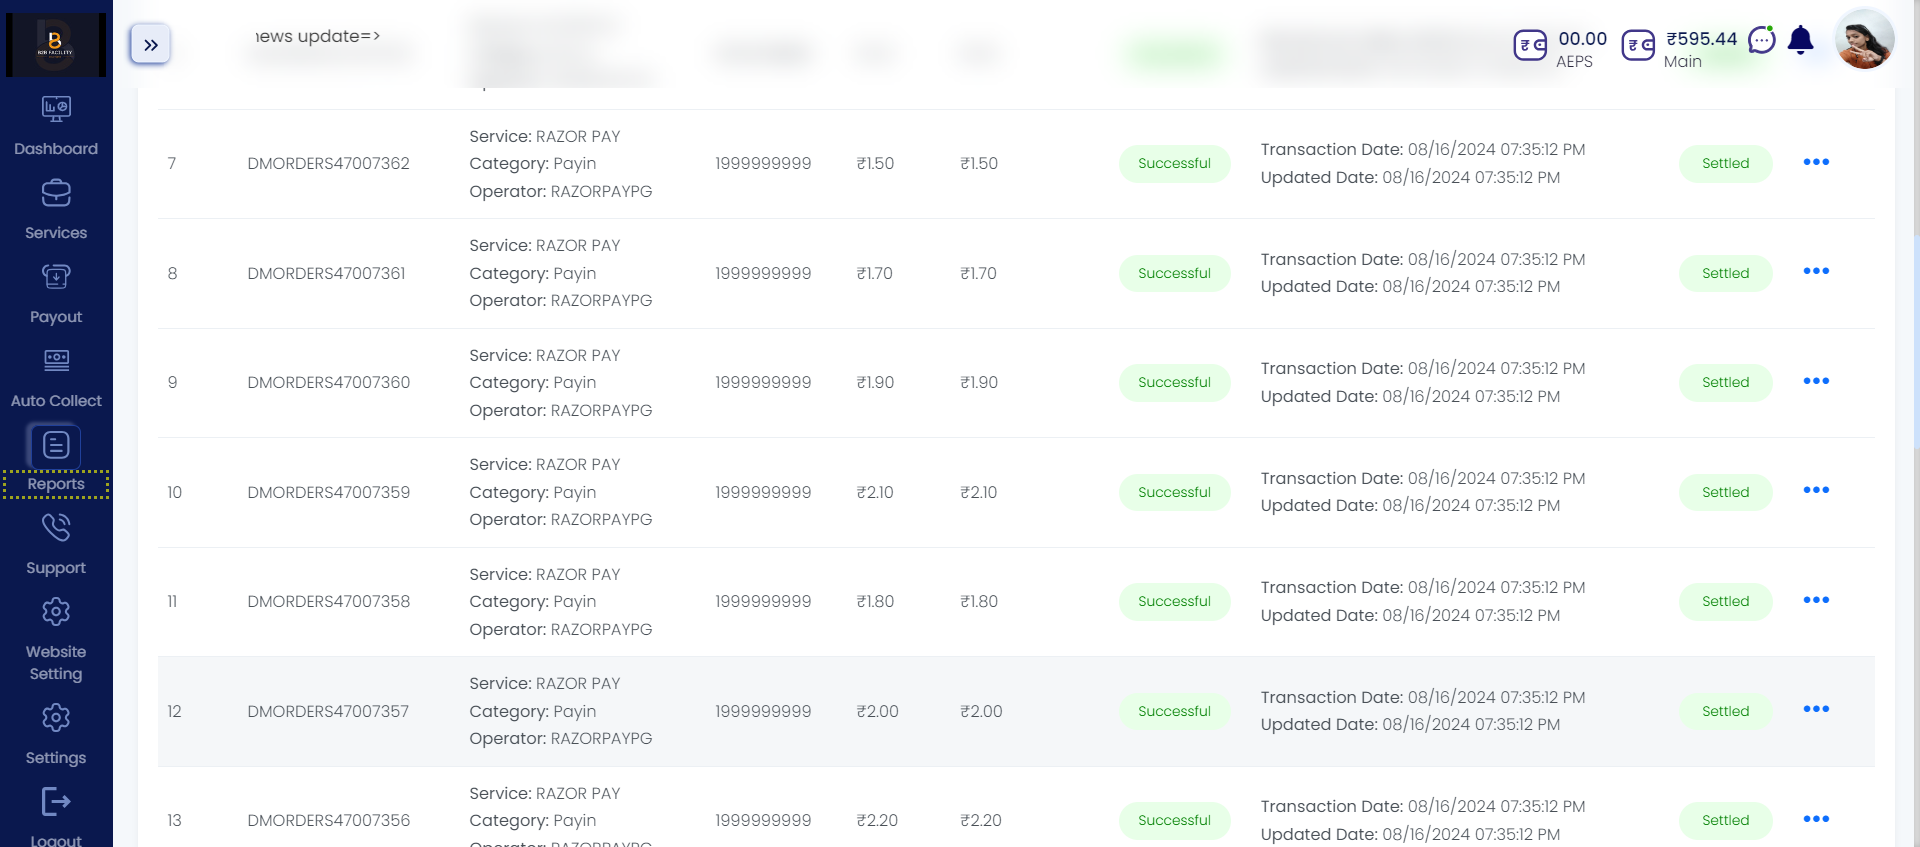 B2B FACILITY
news update=>
₹ 00.00
AEPS
₹ ₹595.44
Main
Dashboard
Services
Payout
Auto Collect
Reports
Support
Website
Setting
Settings
Logout
7 DMORDERS47007362 Service: RAZOR PAY Category: Payin Operator: RAZORPAYPG 1999999999 ₹1.50 ₹1.50 Successful Transaction Date: 08/16/2024 07:35:12 PM Updated Date: 08/16/2024 07:35:12 PM Settled
8 DMORDERS47007361 Service: RAZOR PAY Category: Payin Operator: RAZORPAYPG 1999999999 ₹1.70 ₹1.70 Successful Transaction Date: 08/16/2024 07:35:12 PM Updated Date: 08/16/2024 07:35:12 PM Settled
9 DMORDERS47007360 Service: RAZOR PAY Category: Payin Operator: RAZORPAYPG 1999999999 ₹1.90 ₹1.90 Successful Transaction Date: 08/16/2024 07:35:12 PM Updated Date: 08/16/2024 07:35:12 PM Settled
10 DMORDERS47007359 Service: RAZOR PAY Category: Payin Operator: RAZORPAYPG 1999999999 ₹2.10 ₹2.10 Successful Transaction Date: 08/16/2024 07:35:12 PM Updated Date: 08/16/2024 07:35:12 PM Settled
11 DMORDERS47007358 Service: RAZOR PAY Category: Payin Operator: RAZORPAYPG 1999999999 ₹1.80 ₹1.80 Successful Transaction Date: 08/16/2024 07:35:12 PM Updated Date: 08/16/2024 07:35:12 PM Settled
12 DMORDERS47007357 Service: RAZOR PAY Category: Payin Operator: RAZORPAYPG 1999999999 ₹2.00 ₹2.00 Successful Transaction Date: 08/16/2024 07:35:12 PM Updated Date: 08/16/2024 07:35:12 PM Settled
13 DMORDERS47007356 Service: RAZOR PAY Category: Payin Operator: RAZORPAYPG 1999999999 ₹2.20 ₹2.20 Successful Transaction Date: 08/16/2024 07:35:12 PM Updated Date: 08/16/2024 07:35:12 PM Settled